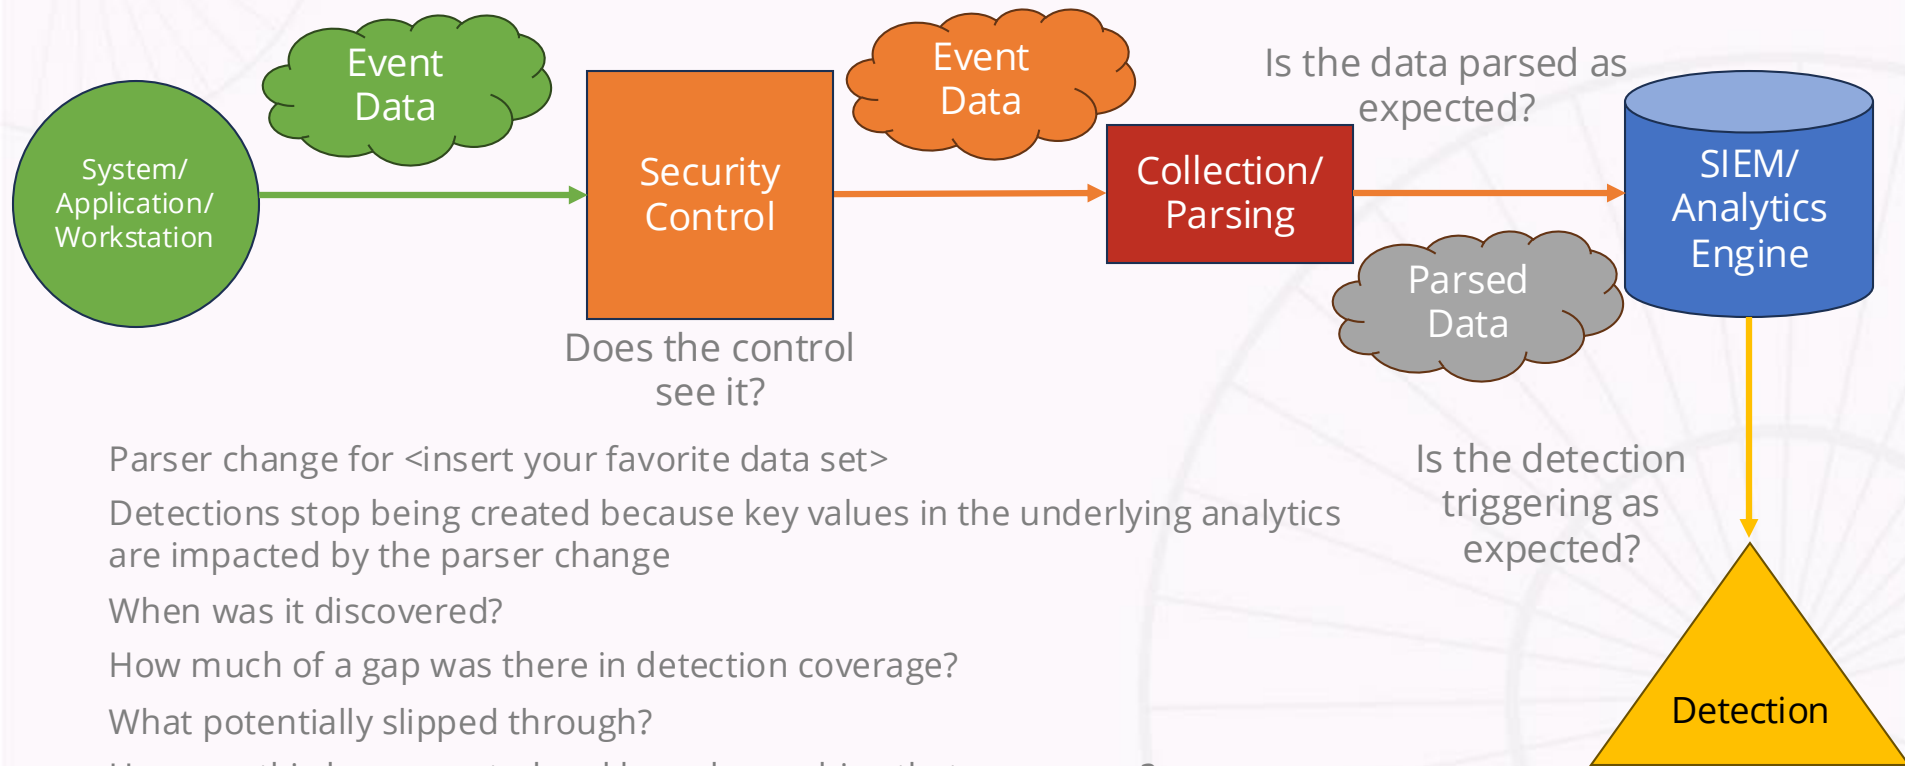 Event
Data
Event
Data
Is the data parsed as
expected?
System/
Application/
Workstation
Security
Control
Collection/
Parsing
SIEM/
Analytics
Engine
Parsed
Data
Does the control
see it?
Parser change for <insert your favorite data set>
Detections stop being created because key values in the underlying analytics
are impacted by the parser change
When was it discovered?
How much of a gap was there in detection coverage?
What potentially slipped through?
Is the detection
triggering as
expected?
Detection